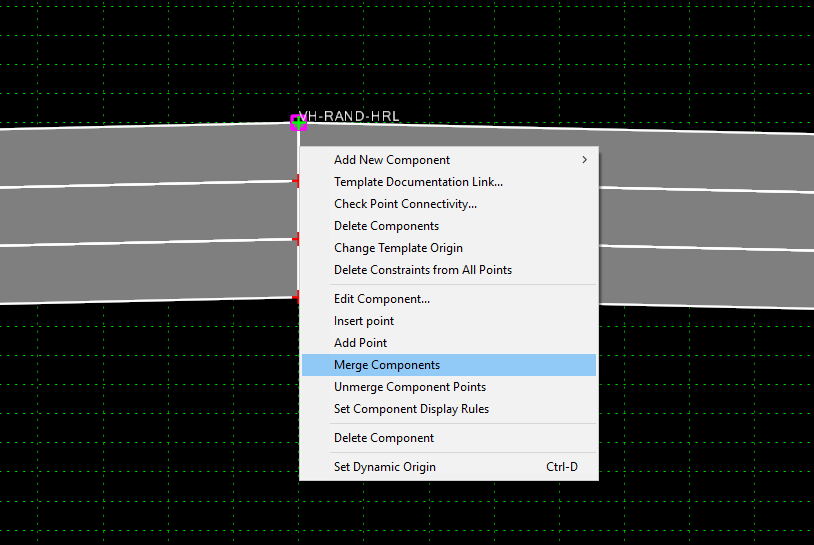 VH-RAND-HRL
Add New Component
Template Documentation Link...
Check Point Connectivity...
Delete Components
Change Template Origin
Delete Constraints from All Points
Edit Component...
Insert point
Add Point
Merge Components
Unmerge Component Points
Set Component Display Rules
Delete Component
Set Dynamic Origin Ctrl-D